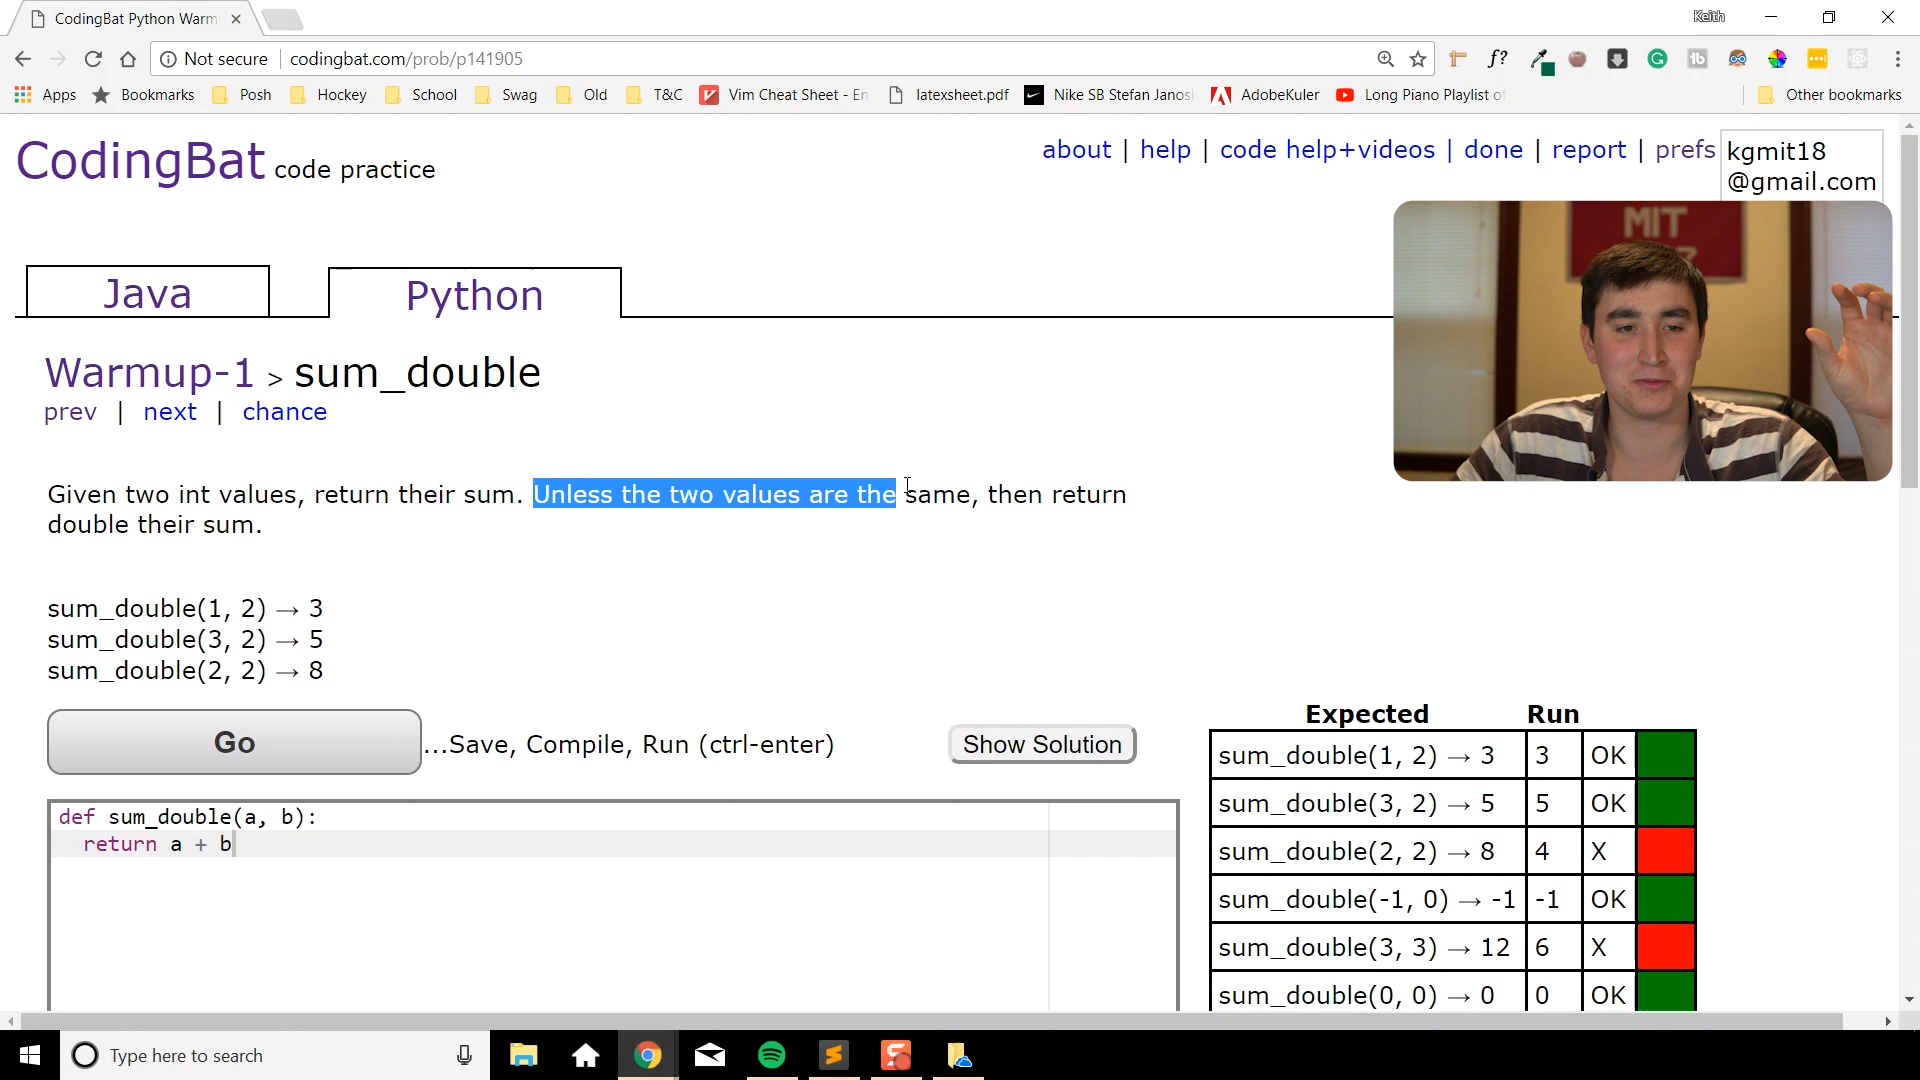 CodingBat Python Warm
Keith
Not secure
codingbat.com/prob/p141905
f?
Apps
Bookmarks
Posh
Hockey
School
Swag
Old
T&C
Vim Cheat Sheet - En
latexsheet.pdf
Nike SB Stefan Janosk
AdobeKuler
Long Piano Playlist of
Other bookmarks
CodingBat code practice
about | help | code help+videos | done | report | prefs
kgmit18
@gmail.com
MIT
Java
Python
Warmup-1 > sum_double
prev | next | chance
Given two int values, return their sum. Unless the two values are the same, then return
double their sum.
sum_double(1, 2) → 3
sum_double(3, 2) → 5
sum_double(2, 2) → 8
Go
...Save, Compile, Run (ctrl-enter)
Show Solution
def sum_double(a, b):
return a + b
Expected Run
sum_double(1, 2) → 3 3 OK
sum_double(3, 2) → 5 5 OK
sum_double(2, 2) → 8 4 X
sum_double(-1, 0) → -1 -1 OK
sum_double(3, 3) → 12 6 X
sum_double(0, 0) → 0 0 OK
Type here to search